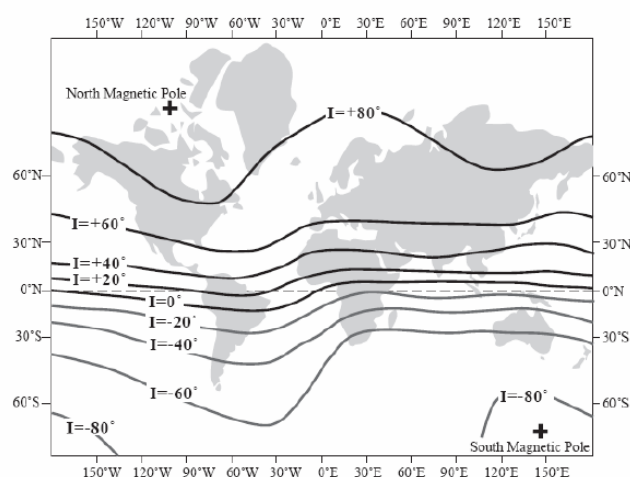 150°W 120°W 90°W 60°W 30°W 0°E 30°E 60°E 90°E 120°E 150°E
North Magnetic Pole
I=+80°
60°N 60°N
I=+60°
30°N 30°N
I=+40°
I=+20°
0°N 0°N
I=0°
I=-20°
30°S 30°S
I=-40°
I=-60°
I=-80°
60°S 60°S
I=-80°
South Magnetic Pole
150°W 120°W 90°W 60°W 30°W 0°E 30°E 60°E 90°E 120°E 150°E